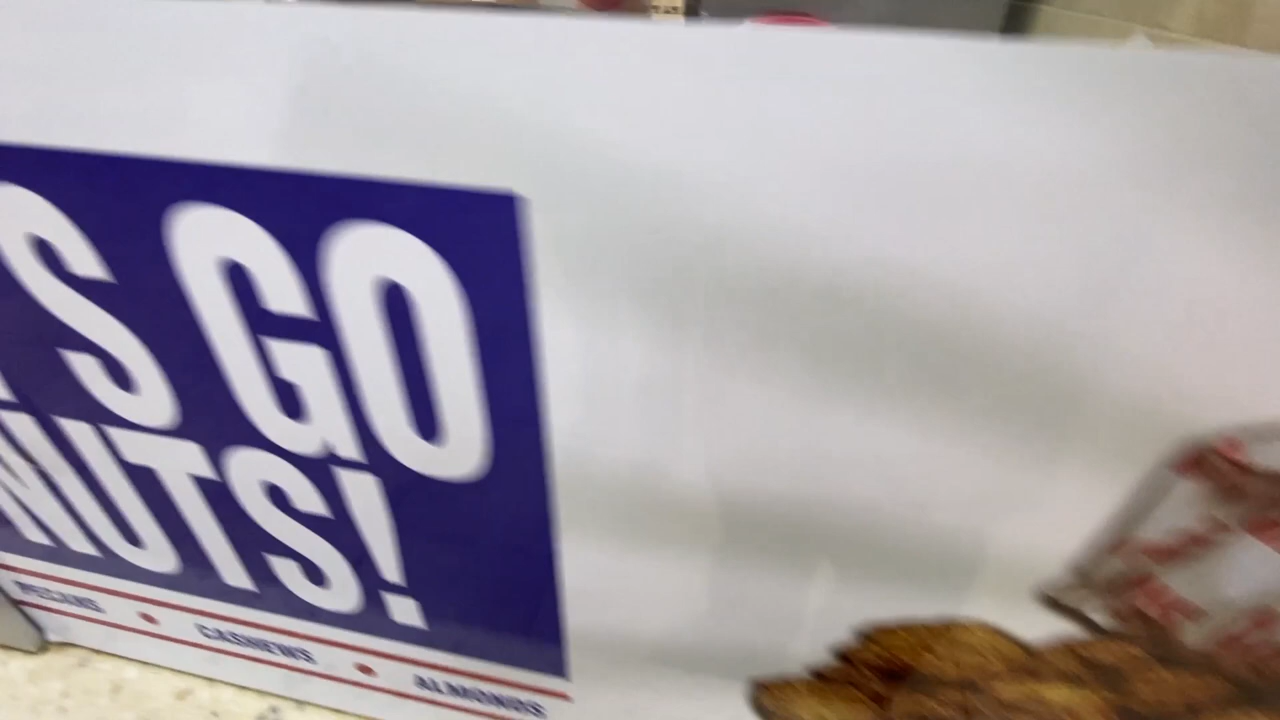 'S GO
NUTS!
PECANS • CASHEWS • ALMONDS